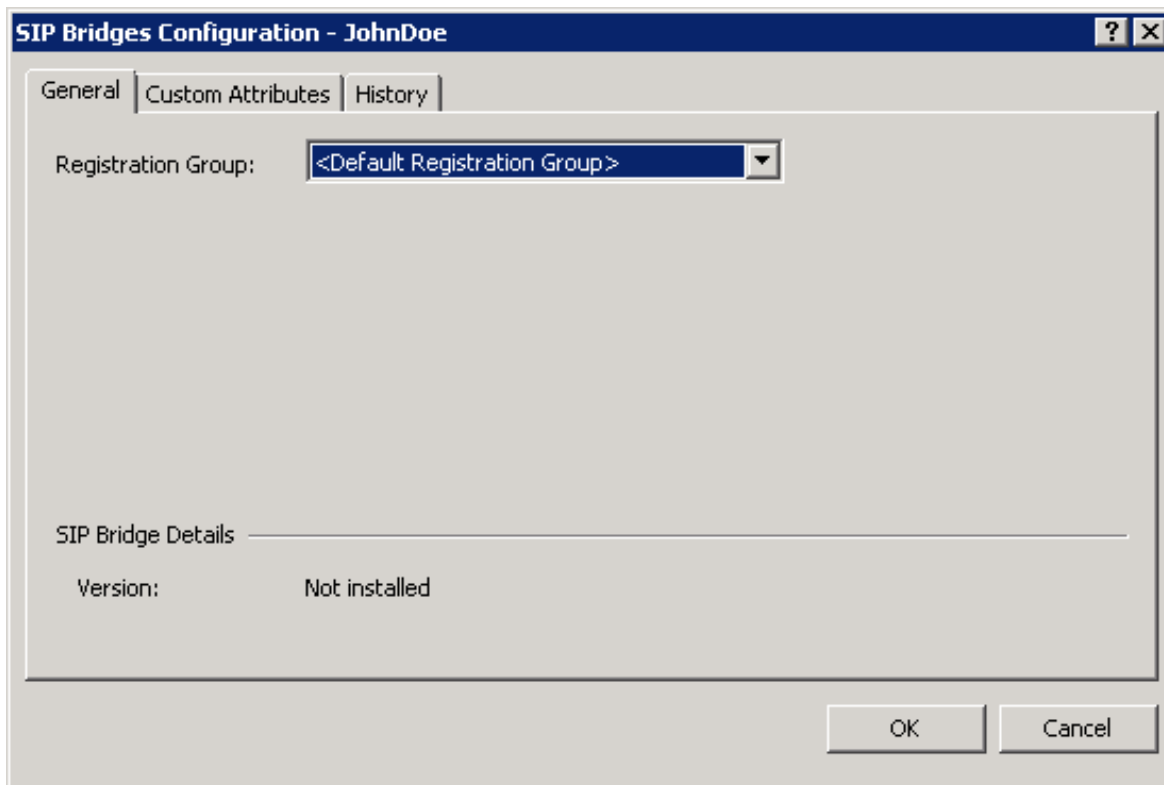 SIP Bridges Configuration - JohnDoe
General Custom Attributes History
Registration Group: <Default Registration Group>
SIP Bridge Details
Version: Not installed
OK Cancel